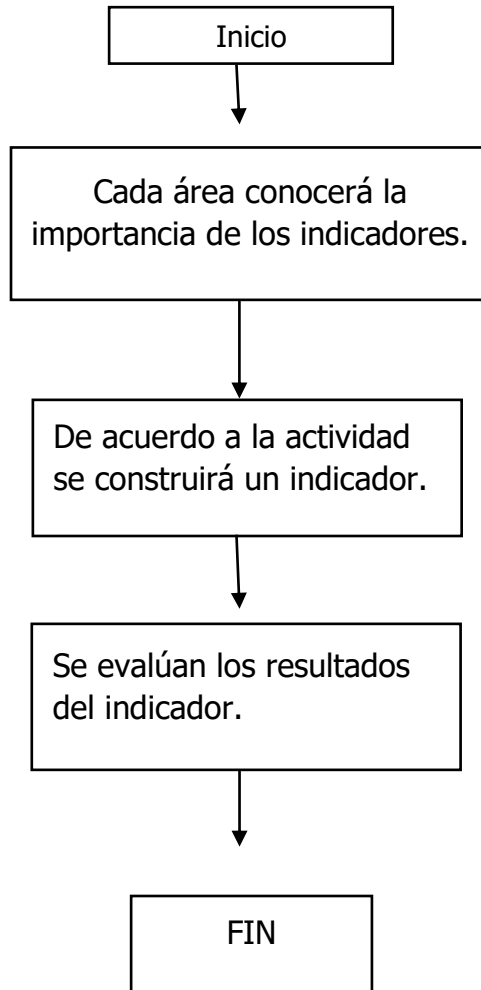 Inicio
Cada área conocerá la
importancia de los indicadores.
De acuerdo a la actividad
se construirá un indicador.
Se evalúan los resultados
del indicador.
FIN